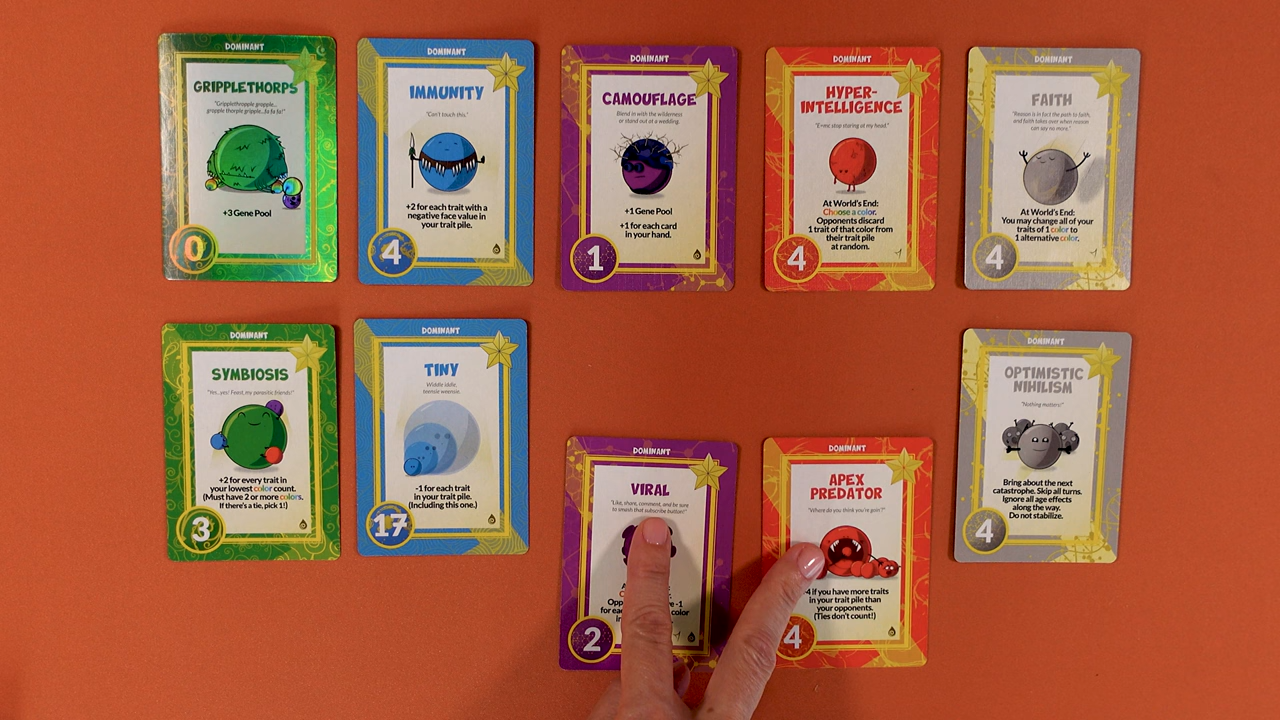 DOMINANT
GRIPPLETHORPS
"Gripplethropple gropple...
grapple thorple gripple...fa fa fa!"
+3 Gene Pool
0
DOMINANT
IMMUNITY
"Can't touch this."
+2 for each trait with a
negative face value in
your trait pile.
4
DOMINANT
CAMOUFLAGE
Blend in with the wilderness
or stand out at a wedding.
+1 Gene Pool
+1 for each card
in your hand.
1
DOMINANT
HYPER-
INTELLIGENCE
stop staring at my head."
At World's End:
Choose a color.
Opponents discard
1 trait of that color from
their trait pile
at random.
4
DOMINANT
FAITH
"Reason is in fact the path to faith,
and faith takes over when reason
can say no more."
At World's End:
You may change all of your
traits of 1 color to
1 alternative color.
4
DOMINANT
SYMBIOSIS
"Yes...yes! Feast, my parasitic friends!"
+2 for every trait in
your lowest color count.
(Must have 2 or more colors.
If there's a tie, pick 1!)
3
DOMINANT
TINY
Widdle iddle,
teensie weensie.
-1 for each trait
in your trait pile.
(Including this one.)
17
DOMINANT
VIRAL
"Like, share, comment, and be sure
to smash that subscribe button!"
-1
color
2
DOMINANT
APEX
PREDATOR
"Where do you think you're goin'?"
4 if you have more traits
in your trait pile than
your opponents.
(Ties don't count!)
4
DOMINANT
OPTIMISTIC
NIHILISM
"Nothing matters!"
Bring about the next
catastrophe. Skip all turns.
Ignore all age effects
along the way.
Do not stabilize.
4